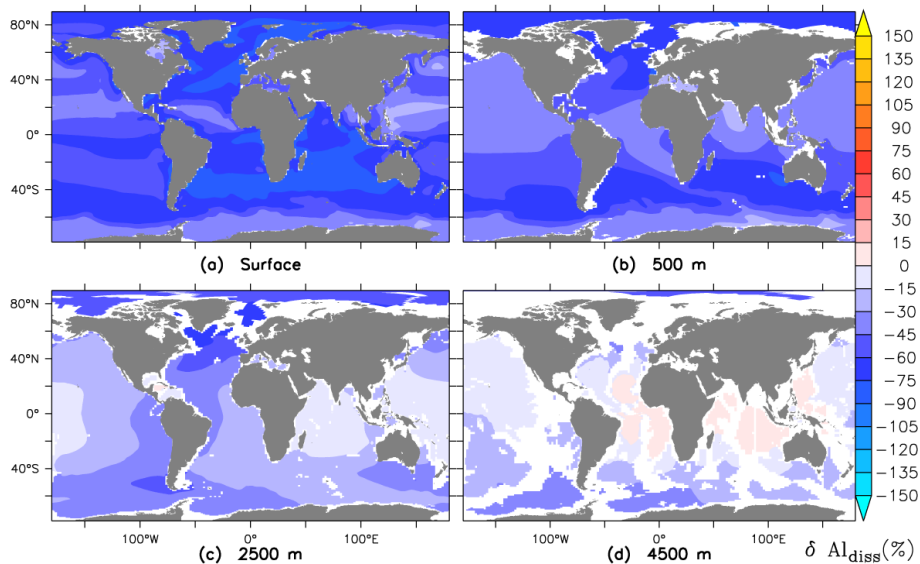 80°N
40°N
0°
40°S
(a) Surface
(b) 500 m
80°N
40°N
0°
40°S
100°W
0°
100°E
100°W
0°
100°E
(c) 2500 m
(d) 4500 m
150
135
120
105
90
75
60
45
30
15
0
−15
−30
−45
−60
−75
−90
−105
−120
−135
−150
δ Aldiss(%)